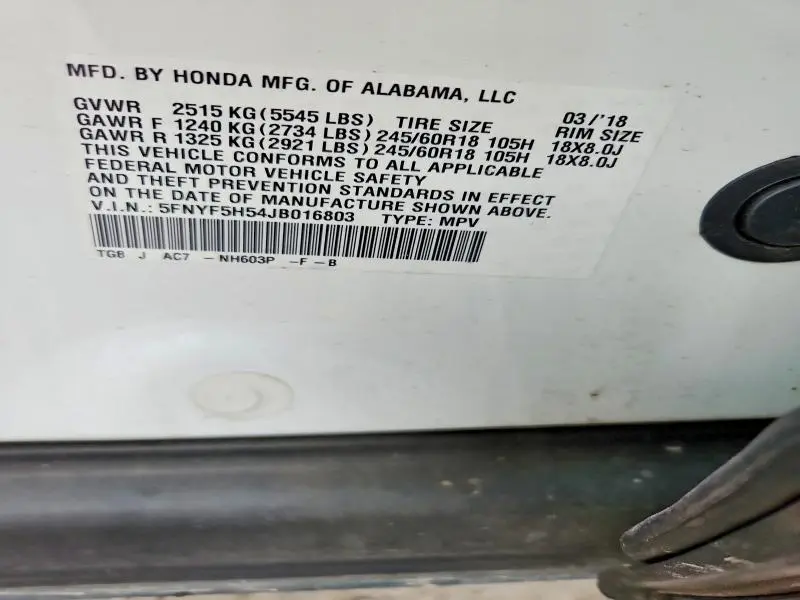 MFD. BY HONDA MFG. OF ALABAMA, LLC
GVWR 2515 KG (5545 LBS) TIRE SIZE 03/'18 RIM SIZE
GAWR F 1240 KG (2734 LBS) 245/60R18 105H 18X8.0J
GAWR R 1325 KG (2921 LBS) 245/60R18 105H 18X8.0J
THIS VEHICLE CONFORMS TO ALL APPLICABLE
FEDERAL MOTOR VEHICLE SAFETY
AND THEFT PREVENTION STANDARDS IN EFFECT
ON THE DATE OF MANUFACTURE SHOWN ABOVE.
V.I.N.: 5FNYF5H54JB016803 TYPE: MPV
TG8 J AC7 - NH603P - F - B